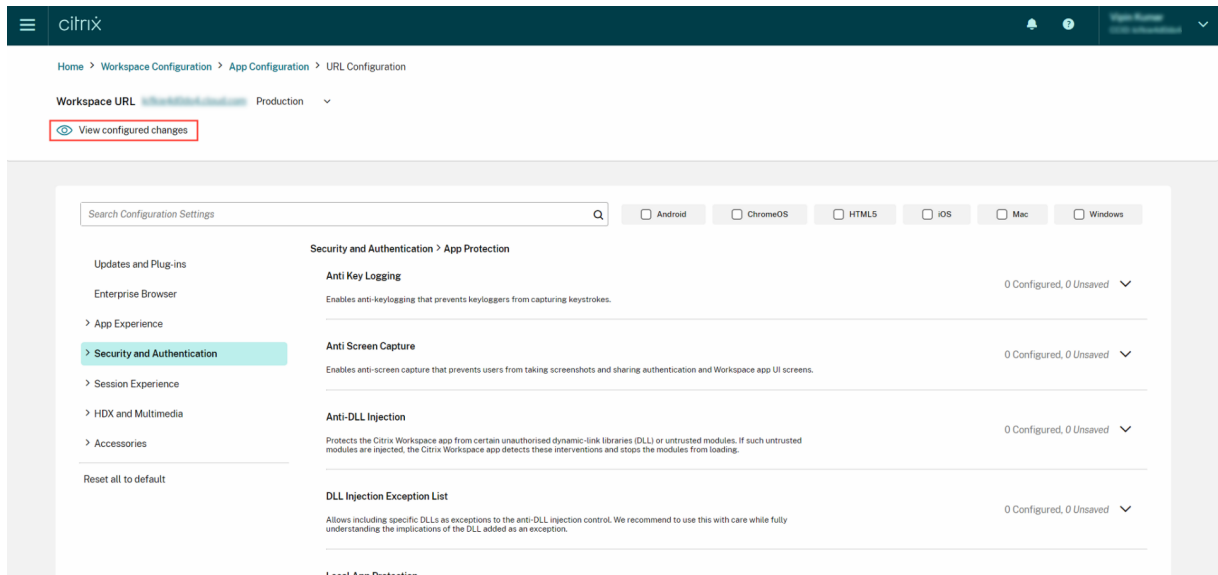 citrix
Home > Workspace Configuration > App Configuration > URL Configuration
Workspace URL Production
View configured changes
Search Configuration Settings
Android ChromeOS HTML5 iOS Mac Windows
Updates and Plug-ins
Enterprise Browser
> App Experience
> Security and Authentication
> Session Experience
> HDX and Multimedia
> Accessories
Reset all to default
Security and Authentication > App Protection
Anti Key Logging
0 Configured, 0 Unsaved
Enables anti-keylogging that prevents keyloggers from capturing keystrokes.
Anti Screen Capture
0 Configured, 0 Unsaved
Enables anti-screen capture that prevents users from taking screenshots and sharing authentication and Workspace app UI screens.
Anti-DLL Injection
0 Configured, 0 Unsaved
Protects the Citrix Workspace app from certain unauthorised dynamic-link libraries (DLL) or untrusted modules. If such untrusted
modules are injected, the Citrix Workspace app detects these interventions and stops the modules from loading.
DLL Injection Exception List
0 Configured, 0 Unsaved
Allows including specific DLLs as exceptions to the anti-DLL injection control. We recommend to use this with care while fully
understanding the implications of the DLL added as an exception.
Local App Protection